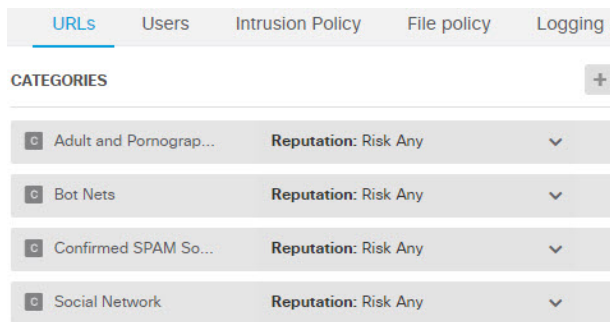 URLs Users Intrusion Policy File policy Logging
CATEGORIES +
C Adult and Pornograp... Reputation: Risk Any
C Bot Nets Reputation: Risk Any
C Confirmed SPAM So... Reputation: Risk Any
C Social Network Reputation: Risk Any